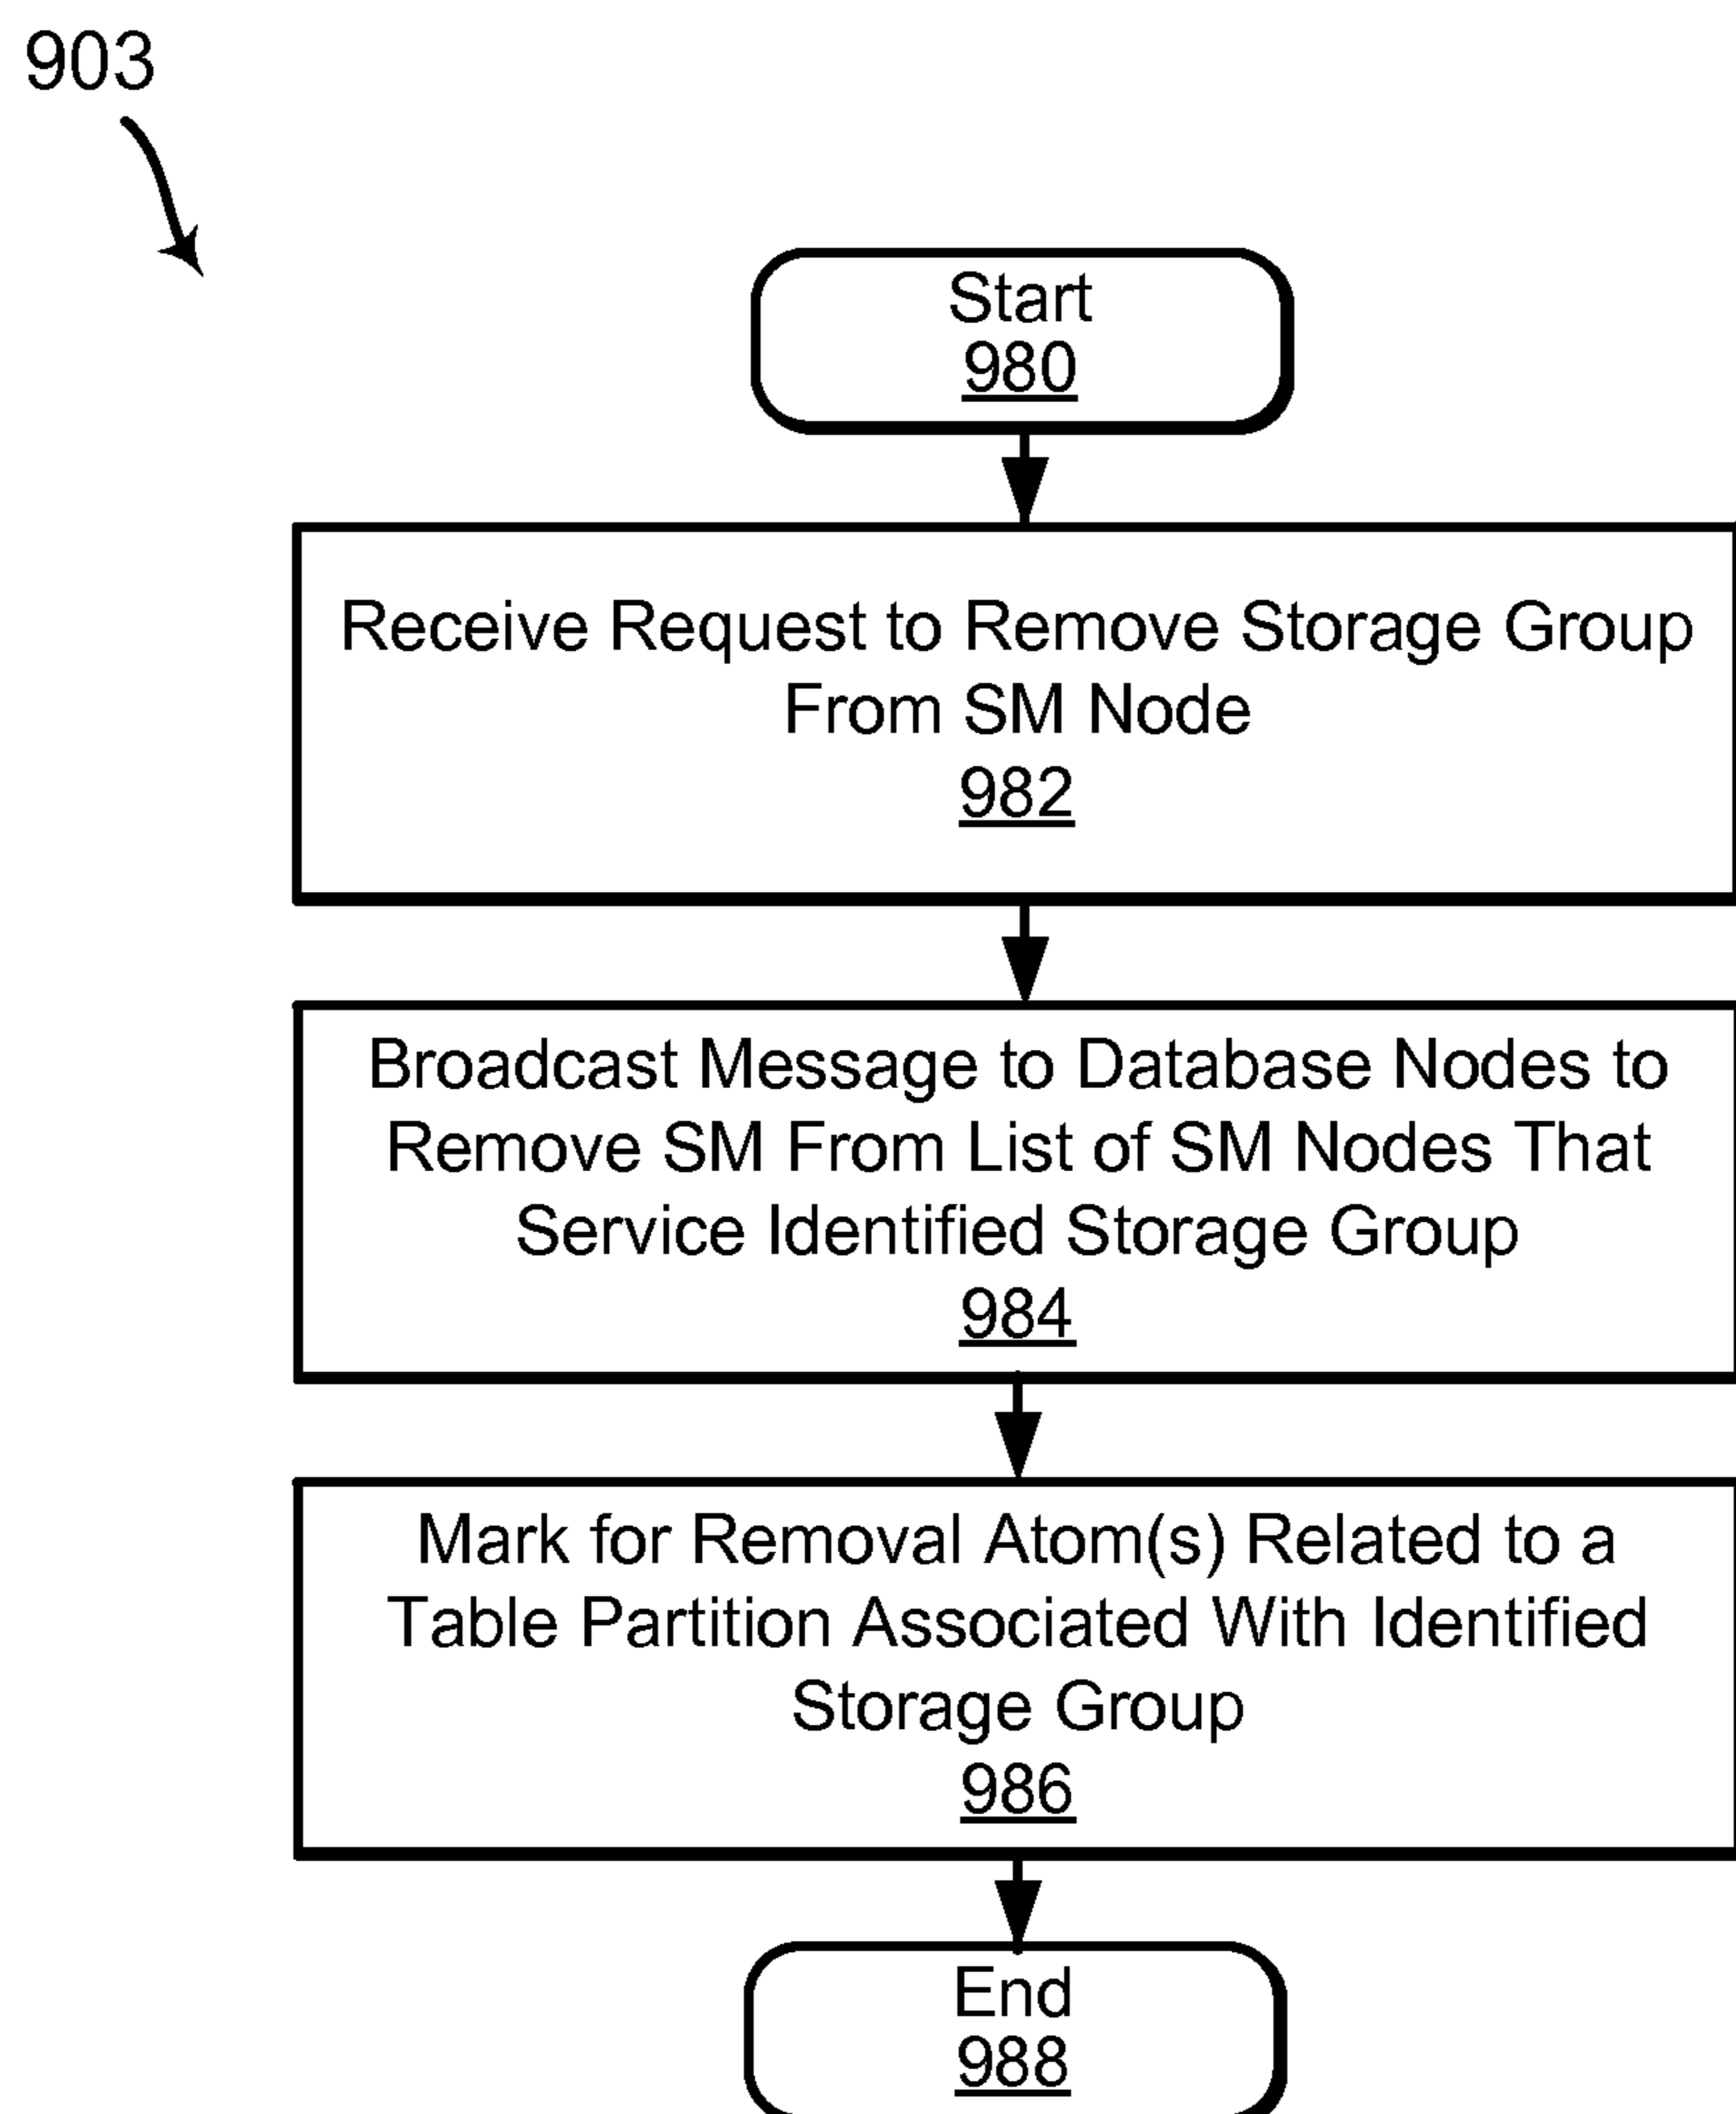 903
Start
980
Receive Request to Remove Storage Group
From SM Node
982
Broadcast Message to Database Nodes to
Remove SM From List of SM Nodes That
Service Identified Storage Group
984
Mark for Removal Atom(s) Related to a
Table Partition Associated With Identified
Storage Group
986
End
988